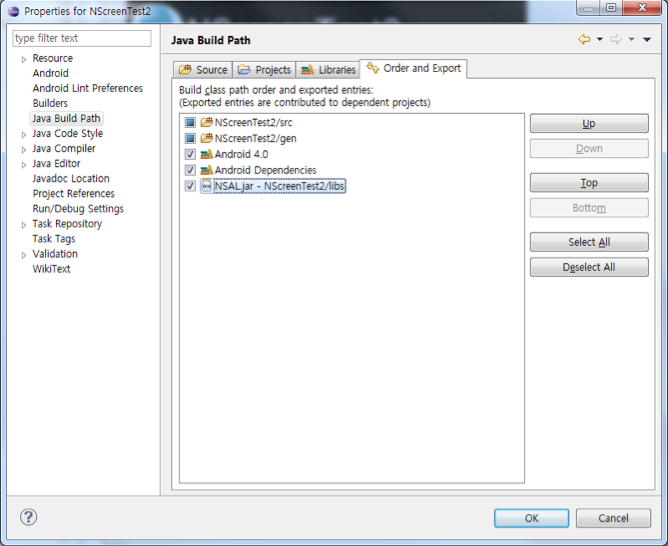 Properties for NScreenTest2
type filter text
Resource
Android
Android Lint Preferences
Builders
Java Build Path
Java Code Style
Java Compiler
Java Editor
Javadoc Location
Project References
Run/Debug Settings
Task Repository
Task Tags
Validation
WikiText
Java Build Path
Source
Projects
Libraries
Order and Export
Build class path order and exported entries:
(Exported entries are contributed to dependent projects)
NScreenTest2/src
NScreenTest2/gen
Android 4.0
Android Dependencies
NSAL.jar - NScreenTest2/libs
Up
Down
Top
Bottom
Select All
Deselect All
OK
Cancel